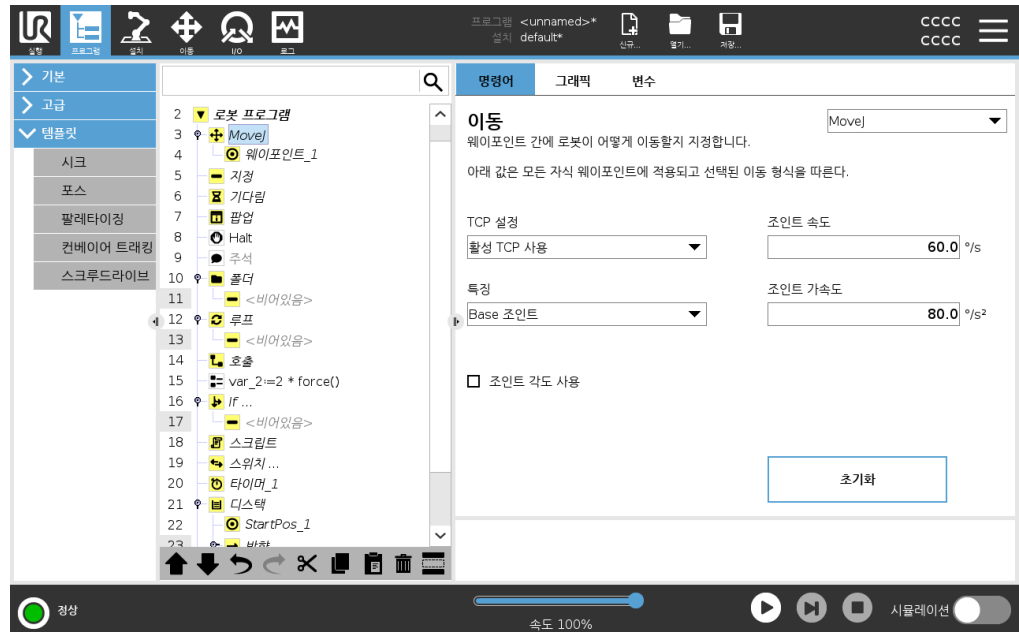 UR
실행
프로그램
설치
이동
I/O
로그
프로그램 <unnamed>*
설치 default*
신규...
열기...
저장...
cccc
cccc
기본
고급
템플릿
시크
포스
팔레타이징
컨베이어 트래킹
스크루드라이브
2 로봇 프로그램
3 MoveJ
4 웨이포인트_1
5 지정
6 기다림
7 팝업
8 Halt
9 주석
10 폴더
11 <비어있음>
12 루프
13 <비어있음>
14 호출
15 var_2:=2 * force()
16 If ...
17 <비어있음>
18 스크립트
19 스위치 ...
20 타이머_1
21 디스택
22 StartPos_1
23 방향
명령어 그래픽 변수
이동
MoveJ
웨이포인트 간에 로봇이 어떻게 이동할지 지정합니다.
아래 값은 모든 자식 웨이포인트에 적용되고 선택된 이동 형식을 따른다.
TCP 설정
조인트 속도
활성 TCP 사용
60.0 °/s
특징
조인트 가속도
Base 조인트
80.0 °/s²
조인트 각도 사용
초기화
정상
속도 100%
시뮬레이션